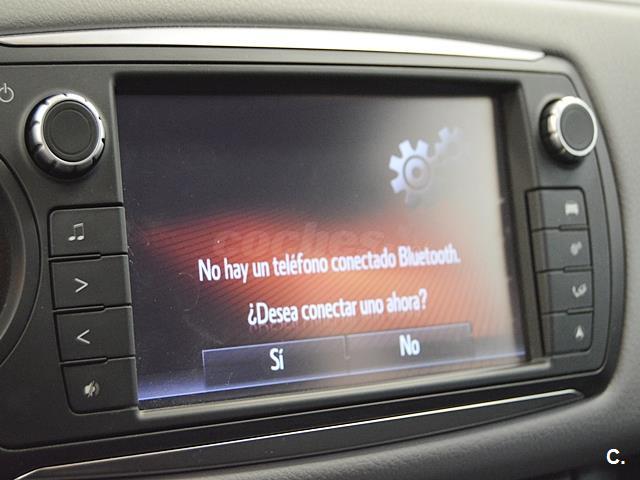 No hay un teléfono conectado Bluetooth.
¿Desea conectar uno ahora?
Sí
No
C.